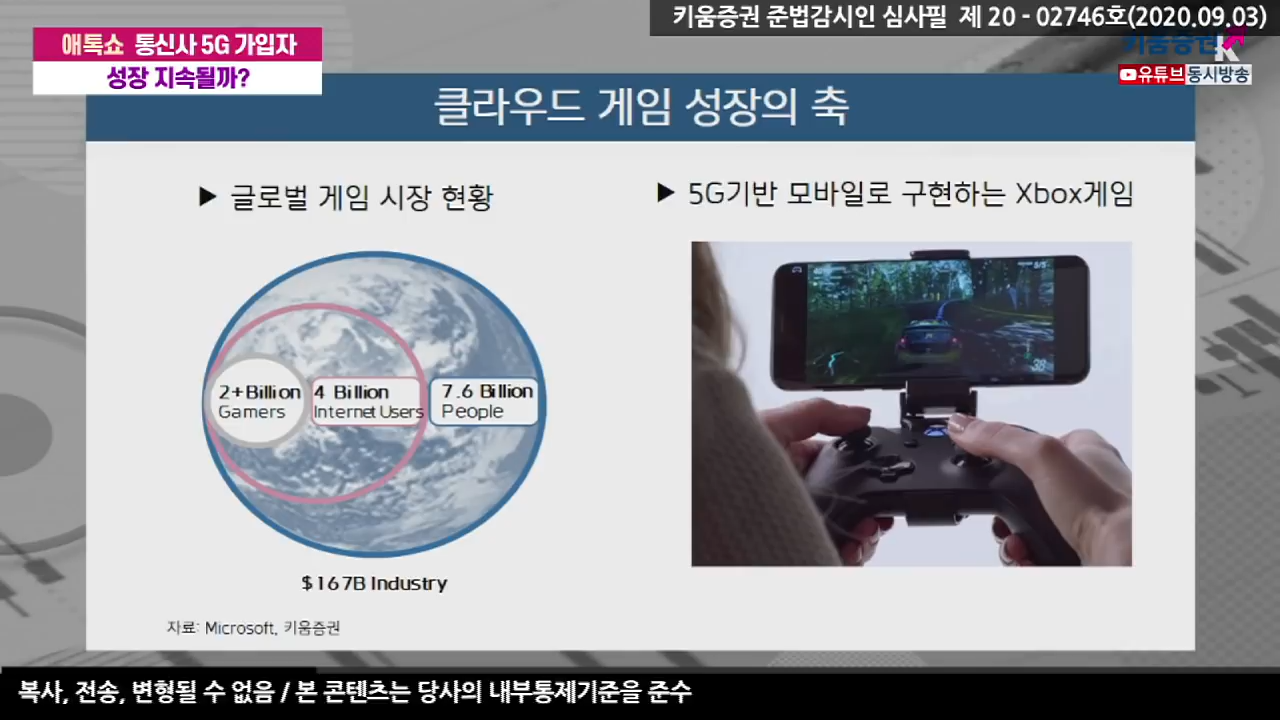 키움증권 준법감시인 심사필 제 20 - 02746호(2020.09.03)
애톡쇼 통신사 5G 가입자
성장 지속될까?
키움증권
유튜브 동시방송
클라우드 게임 성장의 축
▶ 글로벌 게임 시장 현황
▶ 5G기반 모바일로 구현하는 Xbox게임
2+Billion
Gamers
4 Billion
Internet Users
7.6 Billion
People
$167B Industry
자료: Microsoft, 키움증권
복사, 전송, 변형될 수 없음 / 본 콘텐츠는 당사의 내부통제기준을 준수